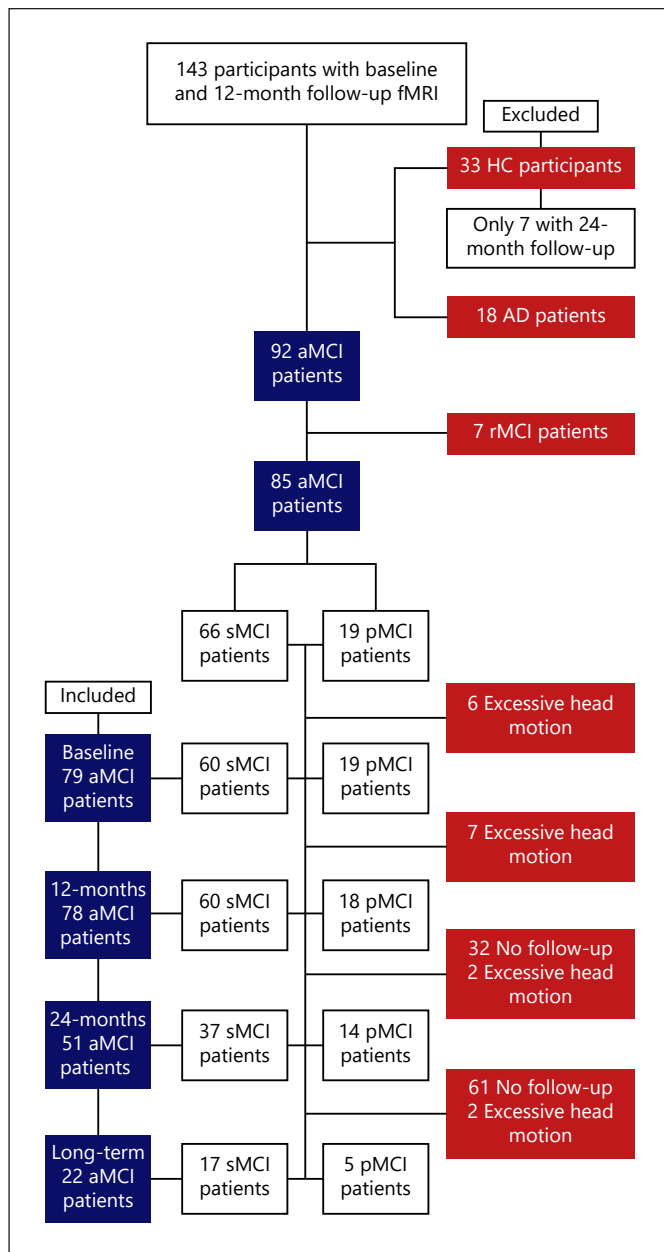 143 participants with baseline
and 12-month follow-up fMRI
Excluded
33 HC participants
Only 7 with 24-
month follow-up
18 AD patients
92 aMCI
patients
7 rMCI patients
85 aMCI
patients
66 sMCI
patients
19 pMCI
patients
6 Excessive head
motion
Included
Baseline
79 aMCI
patients
60 sMCI
patients
19 pMCI
patients
7 Excessive head
motion
12-months
78 aMCI
patients
60 sMCI
patients
18 pMCI
patients
32 No follow-up
2 Excessive head
motion
24-months
51 aMCI
patients
37 sMCI
patients
14 pMCI
patients
61 No follow-up
2 Excessive head
motion
Long-term
22 aMCI
patients
17 sMCI
patients
5 pMCI
patients